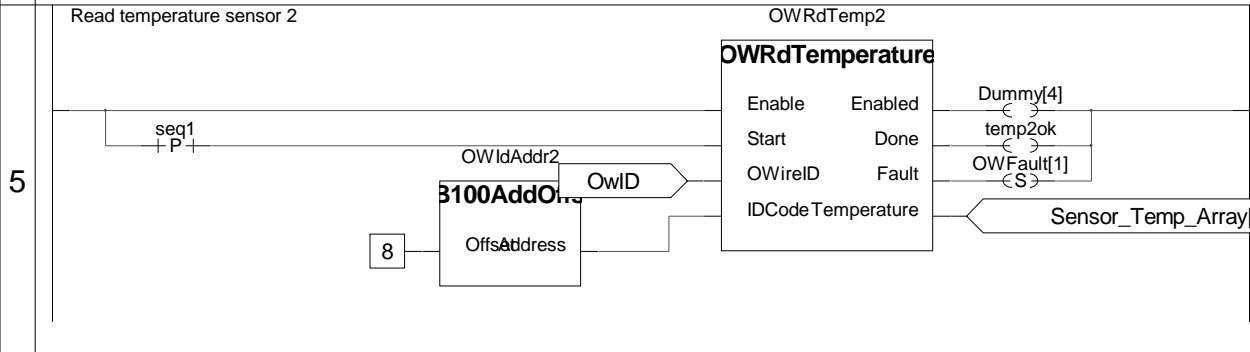 Read temperature sensor 2
OWRdTemp2
OWRdTemperature
Enable Enabled
Dummy[4]
seq1
P
Start Done
temp2ok
OWIdAddr2
OwID
OWireID Fault
OWFault[1]
S
5
IDCode Temperature
Sensor_Temp_Array[
8
Offset Address